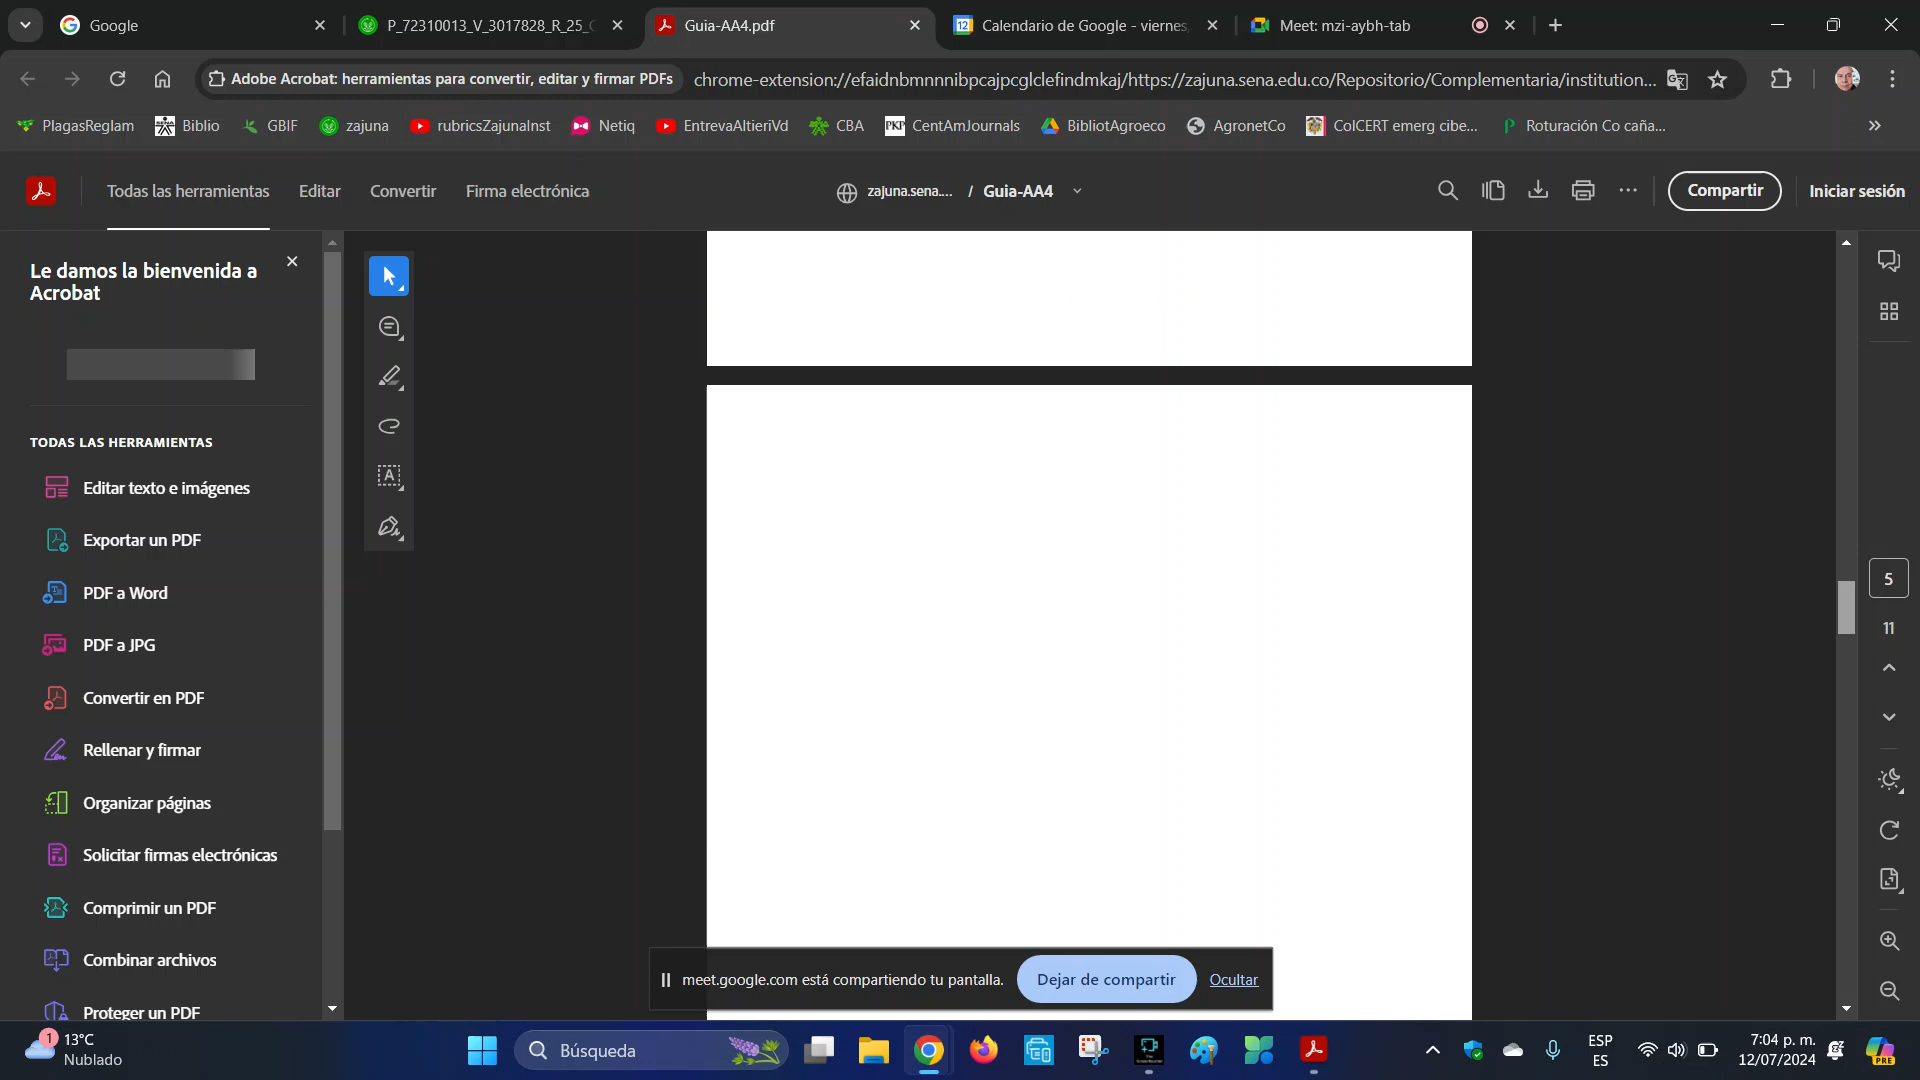 Google
P_72310013_V_3017828_R_25_C
Guia-AA4.pdf
Calendario de Google - viernes,
Meet: mzi-aybh-tab
Adobe Acrobat: herramientas para convertir, editar y firmar PDFs
chrome-extension://efaidnbmnnnibpcajpcglclefindmkaj/https://zajuna.sena.edu.co/Repositorio/Complementaria/institution...
PlagasReglam
Biblio
GBIF
zajuna
rubricsZajunaInst
Netiq
EntrevaAltieriVd
CBA
PKP
CentAmJournals
BibliotAgroeco
AgronetCo
ColCERT emerg cibe...
Roturación Co caña...
Todas las herramientas
Editar
Convertir
Firma electrónica
zajuna.sena.... / Guia-AA4
Compartir
Iniciar sesión
Le damos la bienvenida a
Acrobat
TODAS LAS HERRAMIENTAS
Editar texto e imágenes
Exportar un PDF
PDF a Word
PDF a JPG
Convertir en PDF
Rellenar y firmar
Organizar páginas
Solicitar firmas electrónicas
Comprimir un PDF
Combinar archivos
Proteger un PDF
5
11
meet.google.com está compartiendo tu pantalla.
Dejar de compartir
Ocultar
1
13°C
Nublado
Búsqueda
ESP
ES
7:04 p. m.
12/07/2024
PRE